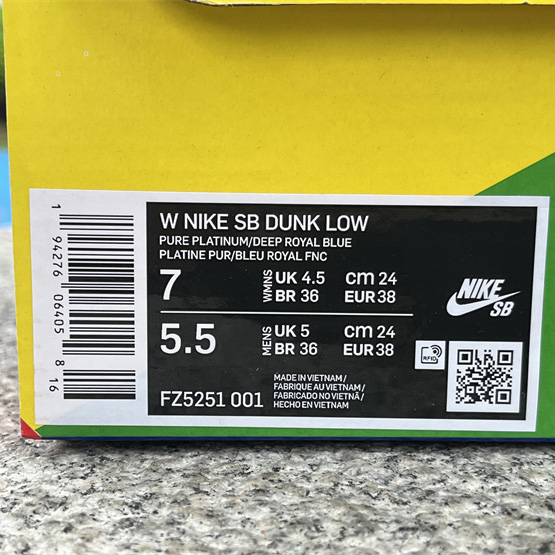 W NIKE SB DUNK LOW
PURE PLATINUM/DEEP ROYAL BLUE
PLATINE PUR/BLEU ROYAL FNC
7 WMNS UK 4.5 cm 24
BR 36 EUR 38
5.5 MENS UK 5 cm 24
BR 36 EUR 38
FZ5251 001
MADE IN VIETNAM /
FABRIQUE AU VIETNAM /
FABRICADO NO VIETNÃ /
HECHO EN VIETNAM
NIKE
SB
RFID
1 94276 06405 8 16